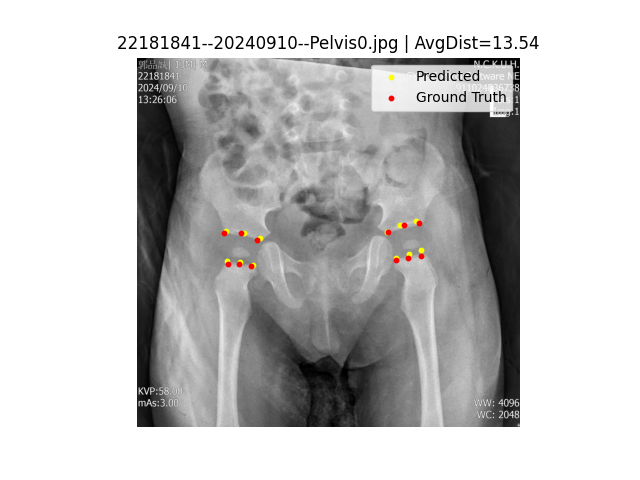 22181841--20240910--Pelvis0.jpg | AvgDist=13.54
22181841
2024/09/10
13:26:06
N.C.K.U.H.
Predicted
Ground Truth
KVP:58.00
mAs:3.00
WW: 4096
WC: 2048